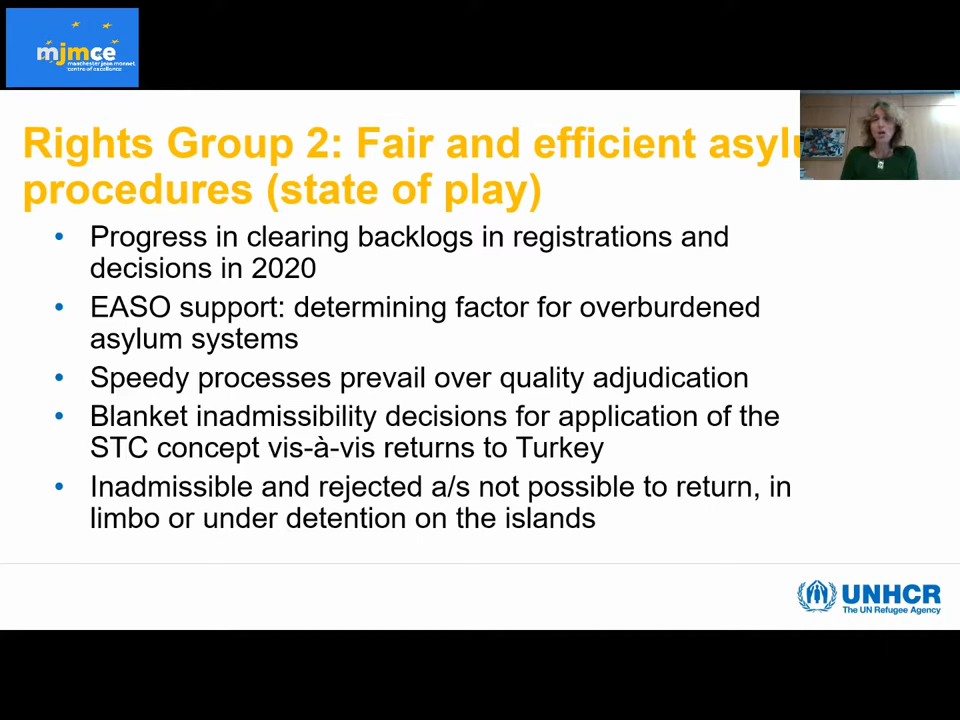 mjmce
manchester jean monnet
centre of excellence
Rights Group 2: Fair and efficient asylu
procedures (state of play)
• Progress in clearing backlogs in registrations and
decisions in 2020
• EASO support: determining factor for overburdened
asylum systems
• Speedy processes prevail over quality adjudication
• Blanket inadmissibility decisions for application of the
STC concept vis-à-vis returns to Turkey
• Inadmissible and rejected a/s not possible to return, in
limbo or under detention on the islands
UNHCR
The UN Refugee Agency